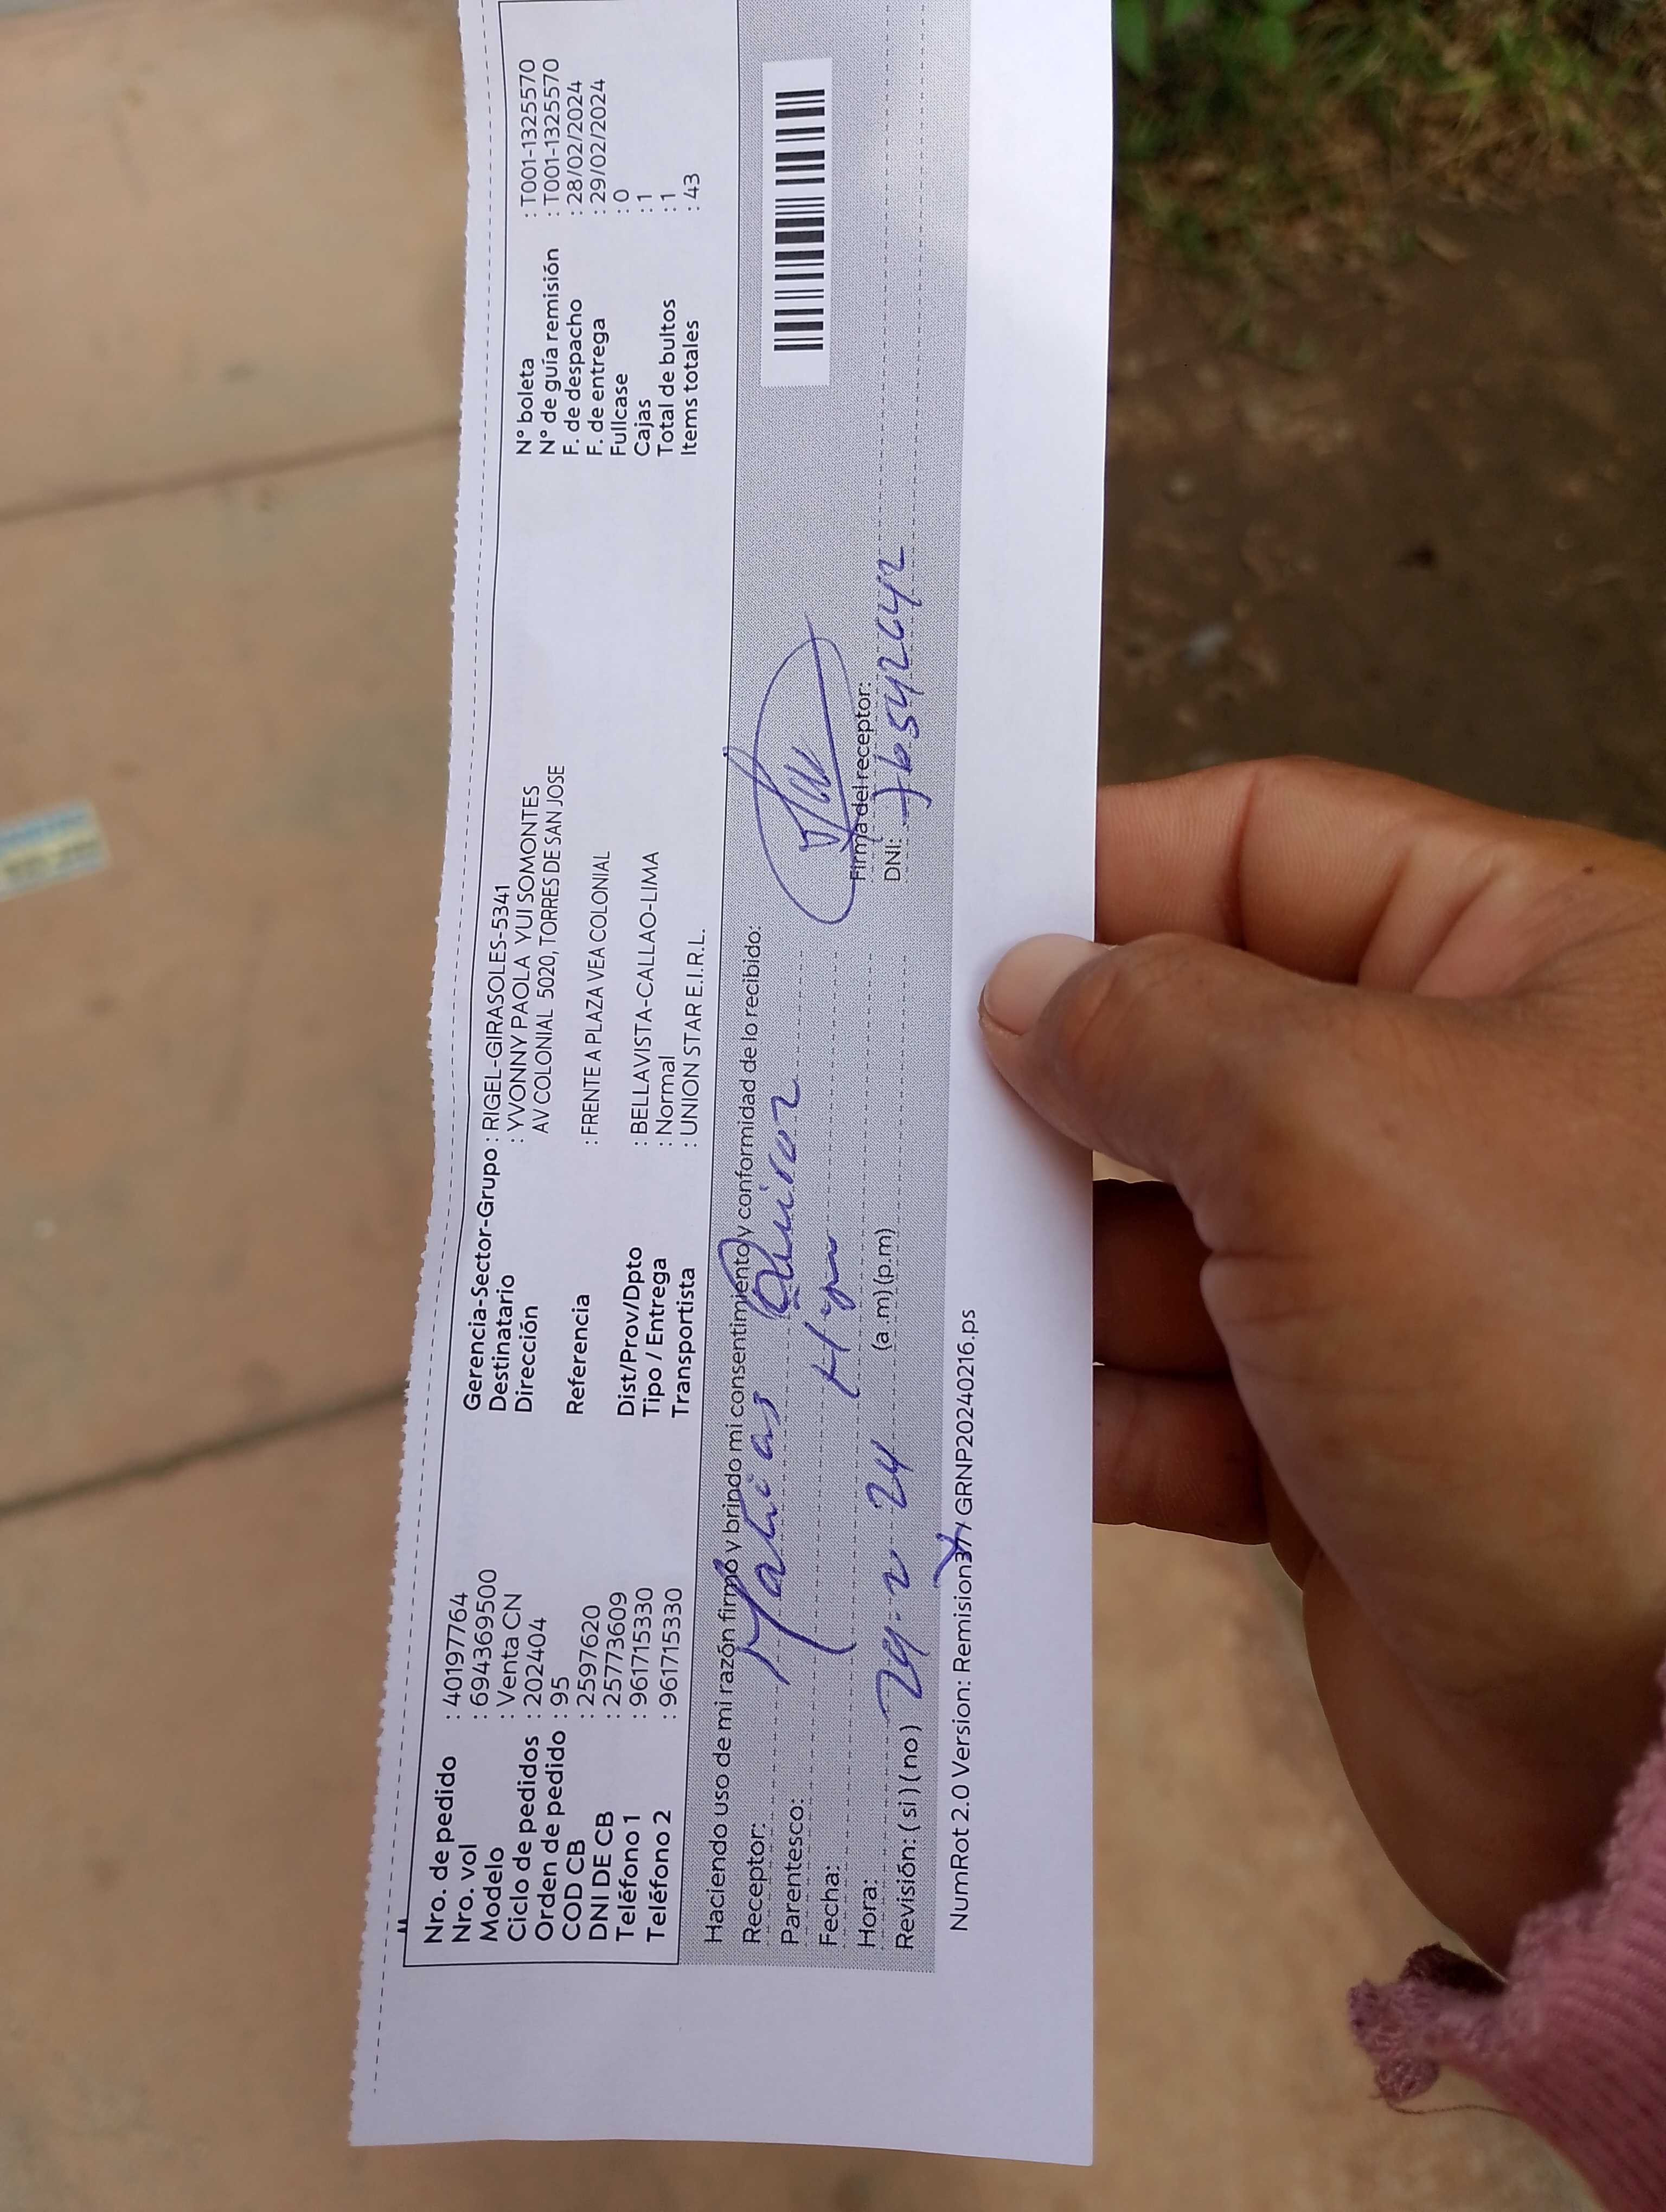 Nro. de pedido : 401977​64
Nro. vol : 694369500
Modelo : Venta CN
Ciclo de pedidos : 202404
Orden de pedido : 95
COD CB : 2597620
DNI DE CB : 25773609
Teléfono 1 : 961715330
Teléfono 2 : 961715330
Gerencia-Sector-Grupo : RIGEL-GIRASOLES-5341
Destinatario : YVONNY PAOLA YUI SOMONTES
Dirección AV COLONIAL 5020, TORRES DE SAN JOSE
Referencia : FRENTE A PLAZA VEA COLONIAL
Dist/Prov/Dpto : BELLAVISTA-CALLAO-LIMA
Tipo / Entrega : Normal
Transportista : UNION STAR E.I.R.L.
N° boleta : T001-1325570
N° de guía remisión : T001-1325570
F. de despacho : 28/02/2024
F. de entrega : 29/02/2024
Fullcase : 0
Cajas : 1
Total de bultos : 1
Items totales : 43
Haciendo uso de mi razón firmo y brindo mi consentimiento y conformidad de lo recibido:
Receptor: Matias Quiroz
Parentesco: Hijo
Fecha:
Hora: 29-2 24 (a .m) (p.m)
Revisión: ( si ) ( no )
Firma del receptor:
DNI: 76542642
NumRot 2.0 Version: Remision37 / GRNP20240216.ps